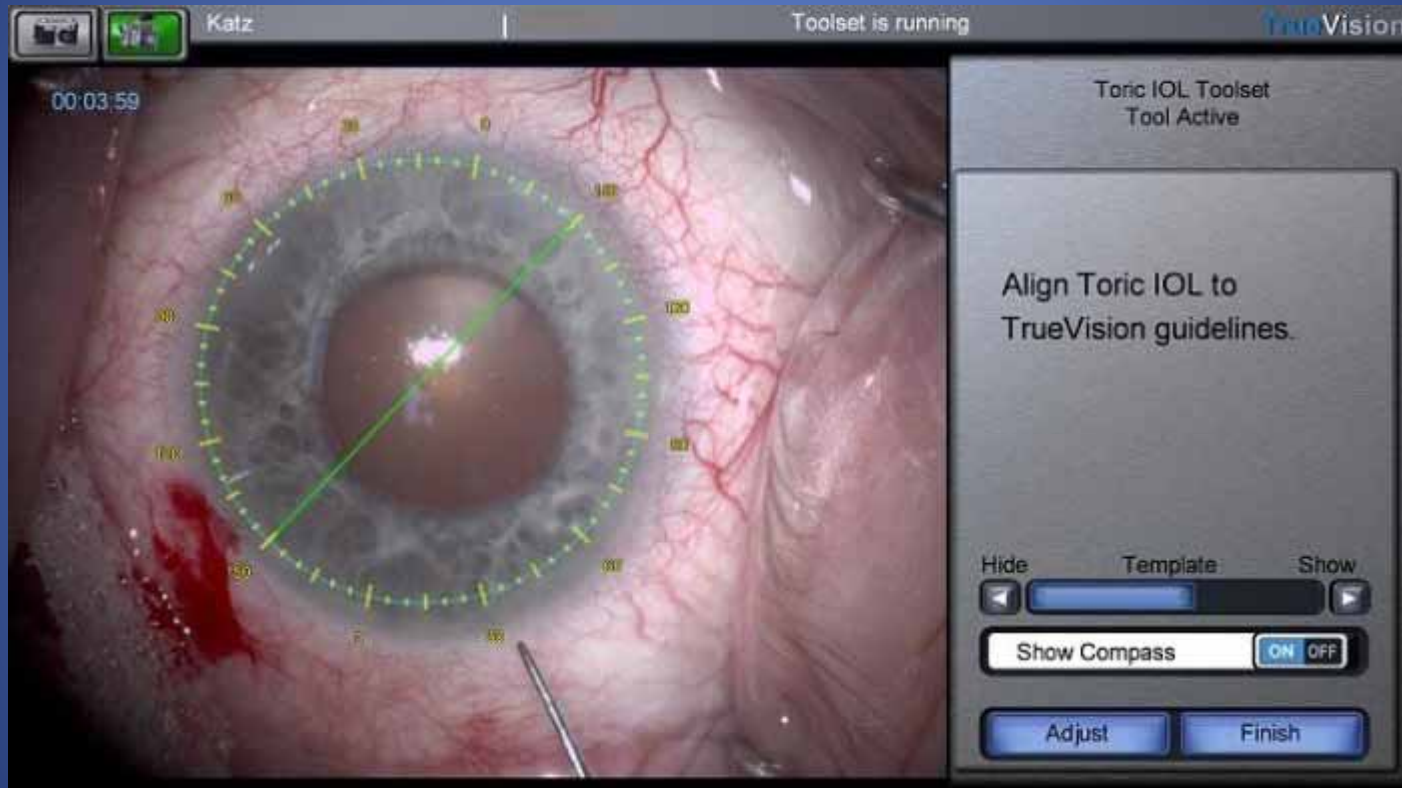 Katz
Toolset is running
TrueVision
00:03:59
Toric IOL Toolset
Tool Active
Align Toric IOL to
TrueVision guidelines.
Hide
Template
Show
Show Compass
ON
OFF
Adjust
Finish